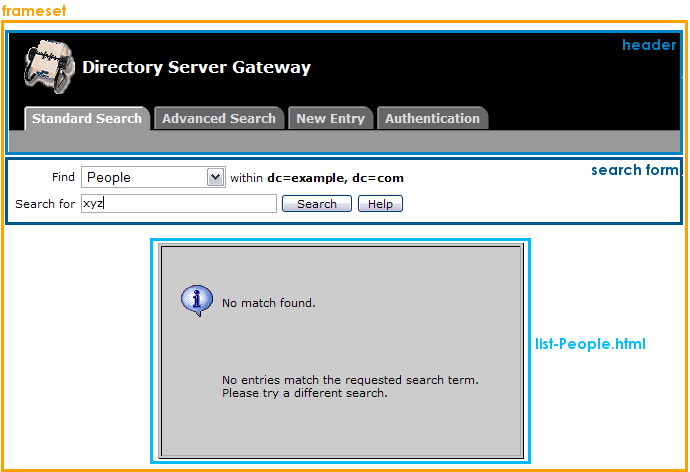 frameset
header
Directory Server Gateway
Standard Search Advanced Search New Entry Authentication
search form
Find People within dc=example, dc=com
Search for xyz Search Help
No match found.
list-People.html
No entries match the requested search term.
Please try a different search.